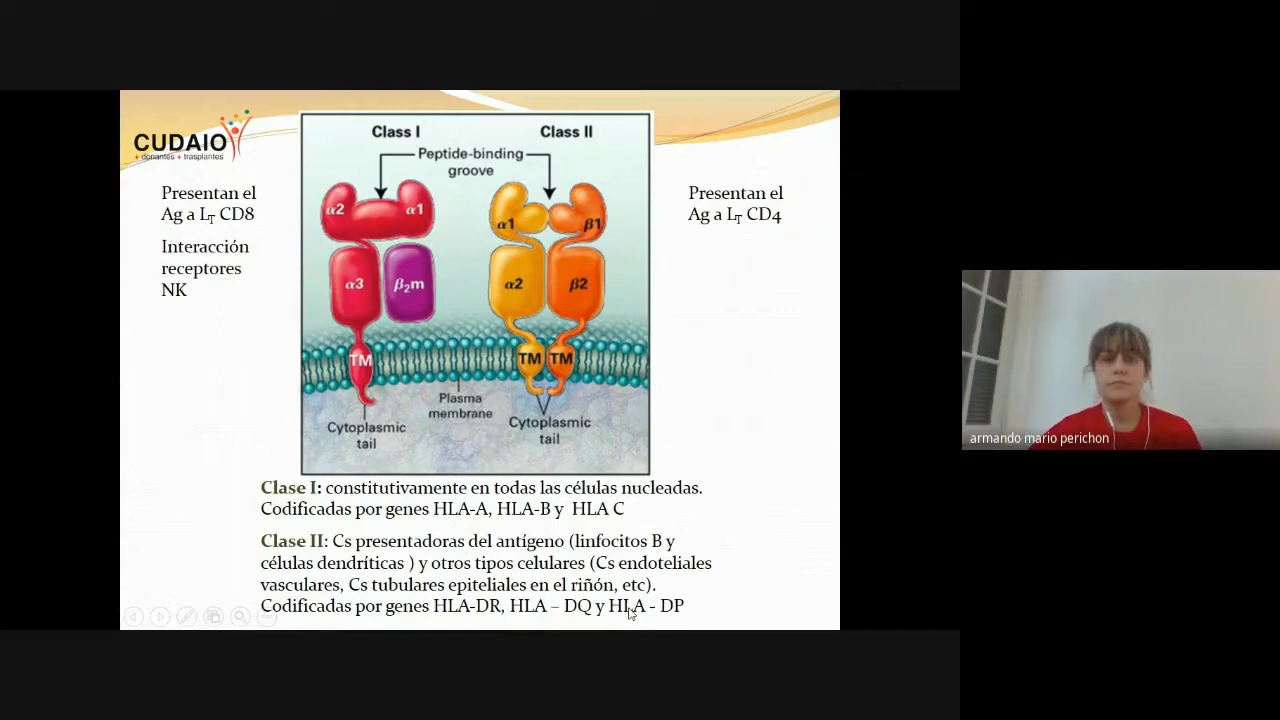 CUDAIO
+ donantes + trasplantes
Presentan el
Ag a LT CD8
Interacción
receptores
NK
Class I
Class II
Peptide-binding
groove
α2
α1
α3
β2m
TM
α1
β1
α2
β2
TM
TM
Plasma
membrane
Cytoplasmic
tail
Cytoplasmic
tail
Presentan el
Ag a LT CD4
Clase I: constitutivamente en todas las células nucleadas.
Codificadas por genes HLA-A, HLA-B y HLA C
Clase II: Cs presentadoras del antígeno (linfocitos B y
células dendríticas ) y otros tipos celulares (Cs endoteliales
vasculares, Cs tubulares epiteliales en el riñón, etc).
Codificadas por genes HLA-DR, HLA – DQ y HLA - DP
armando mario perichon